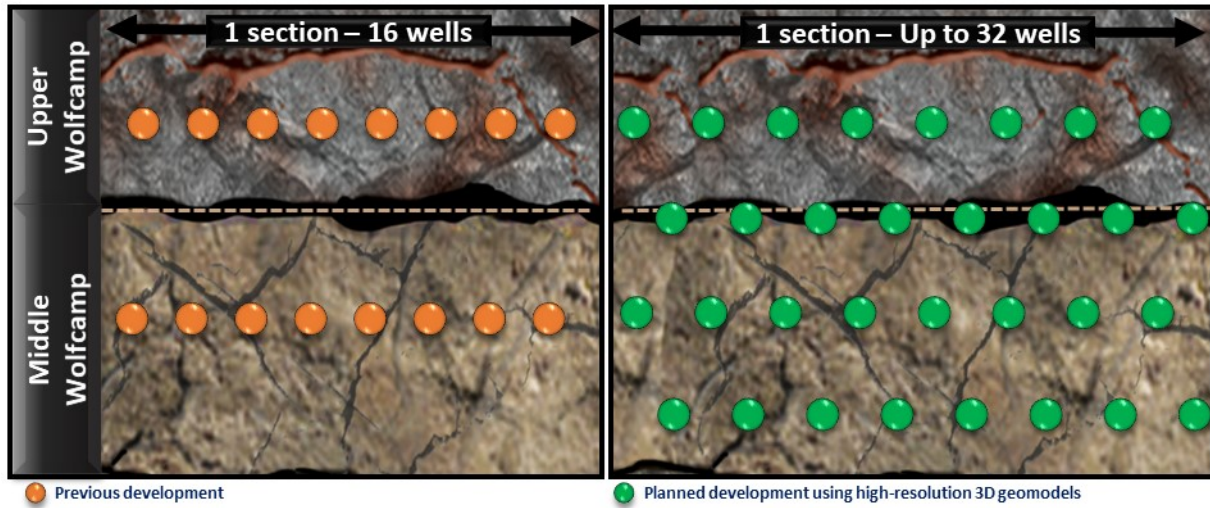 1 section – 16 wells
1 section – Up to 32 wells
Upper
Wolfcamp
Middle
Wolfcamp
Previous development
Planned development using high-resolution 3D geomodels